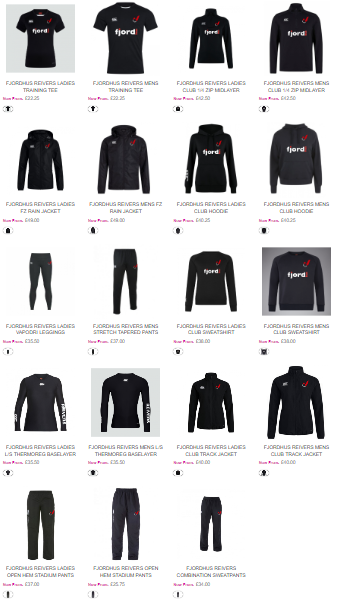 fjord!
fjord!
fjord!
fjord!
FJORDHUS REIVERS LADIES
TRAINING TEE
Now From: £22.25
FJORDHUS REIVERS MENS
TRAINING TEE
Now From: £22.25
FJORDHUS REIVERS LADIES
CLUB 1/4 ZIP MIDLAYER
Now From: £42.50
FJORDHUS REIVERS MENS
CLUB 1/4 ZIP MIDLAYER
Now From: £42.50
fjord!
fjord!
FJORDHUS REIVERS LADIES
FZ RAIN JACKET
Now From: £49.00
FJORDHUS REIVERS MENS FZ
RAIN JACKET
Now From: £49.00
FJORDHUS REIVERS LADIES
CLUB HOODIE
Now From: £40.25
FJORDHUS REIVERS MENS
CLUB HOODIE
Now From: £40.25
fjord!
fjord!
FJORDHUS REIVERS LADIES
VAPODRI LEGGINGS
Now From: £35.50
FJORDHUS REIVERS MENS
STRETCH TAPERED PANTS
Now From: £37.00
FJORDHUS REIVERS LADIES
CLUB SWEATSHIRT
Now From: £38.00
FJORDHUS REIVERS MENS
CLUB SWEATSHIRT
Now From: £38.00
FJORDHUS REIVERS LADIES
L/S THERMOREG BASELAYER
Now From: £35.50
FJORDHUS REIVERS MENS L/S
THERMOREG BASELAYER
Now From: £35.50
FJORDHUS REIVERS LADIES
CLUB TRACK JACKET
Now From: £40.00
FJORDHUS REIVERS MENS
CLUB TRACK JACKET
Now From: £40.00
FJORDHUS REIVERS LADIES
OPEN HEM STADIUM PANTS
Now From: £37.00
FJORDHUS REIVERS OPEN
HEM STADIUM PANTS
Now From: £25.75
FJORDHUS REIVERS
COMBINATION SWEATPANTS
Now From: £34.00